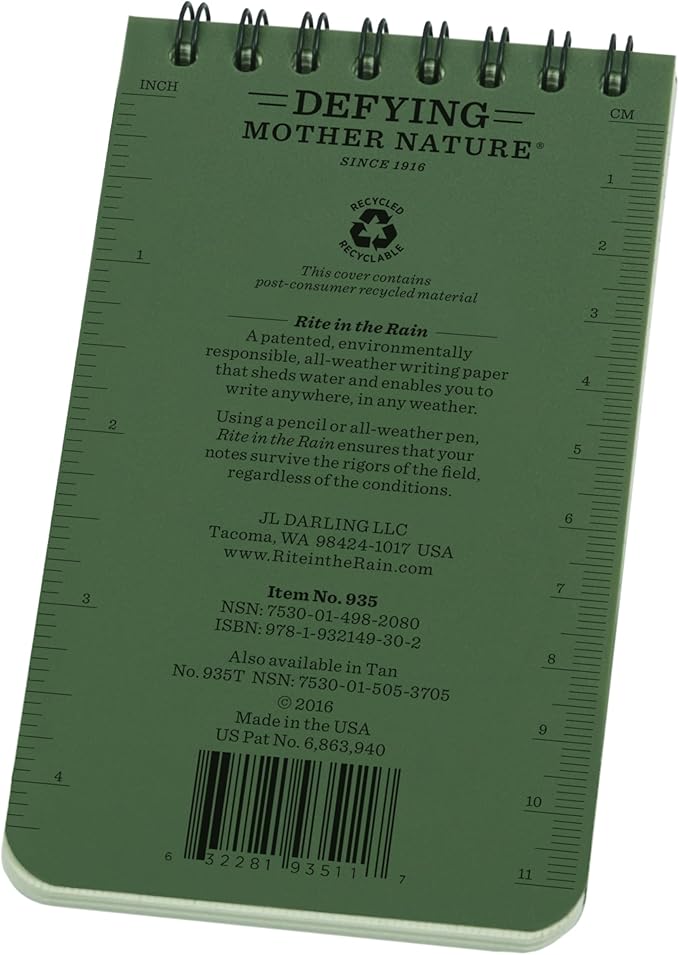 INCH
CM
DEFYING
MOTHER NATURE®
SINCE 1916
RECYCLED
RECYCLABLE
This cover contains
post-consumer recycled material
Rite in the Rain
A patented, environmentally
responsible, all-weather writing paper
that sheds water and enables you to
write anywhere, in any weather.
Using a pencil or all-weather pen,
Rite in the Rain ensures that your
notes survive the rigors of the field,
regardless of the conditions.
JL DARLING LLC
Tacoma, WA 98424-1017 USA
www.RiteintheRain.com
Item No. 935
NSN: 7530-01-498-2080
ISBN: 978-1-932149-30-2
Also available in Tan
No. 935T NSN: 7530-01-505-3705
© 2016
Made in the USA
US Pat No. 6,863,940
6 32281 93511 7
1
2
3
4
1
2
3
4
5
6
7
8
9
10
11